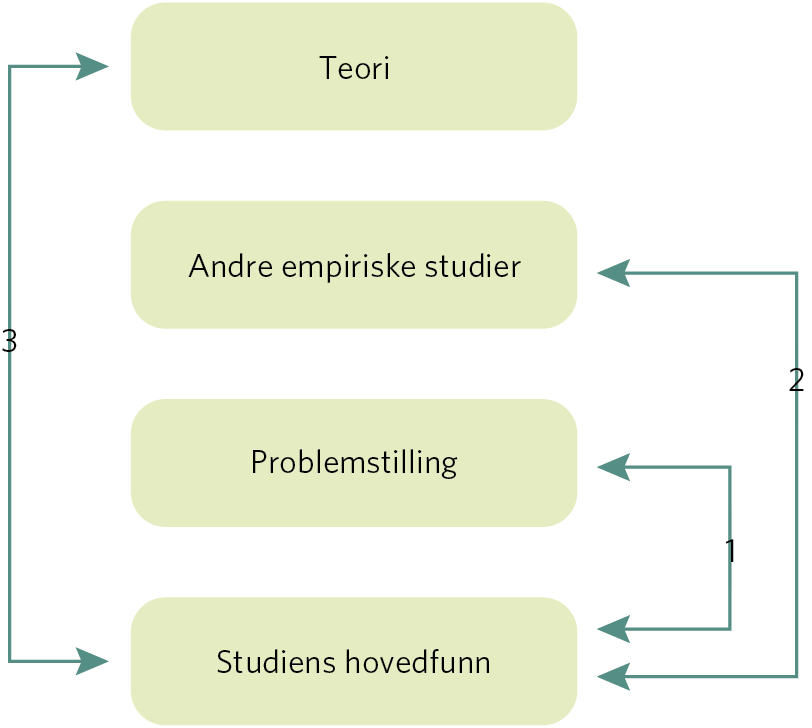 Teori
Andre empiriske studier
3
2
Problemstilling
1
Studiens hovedfunn